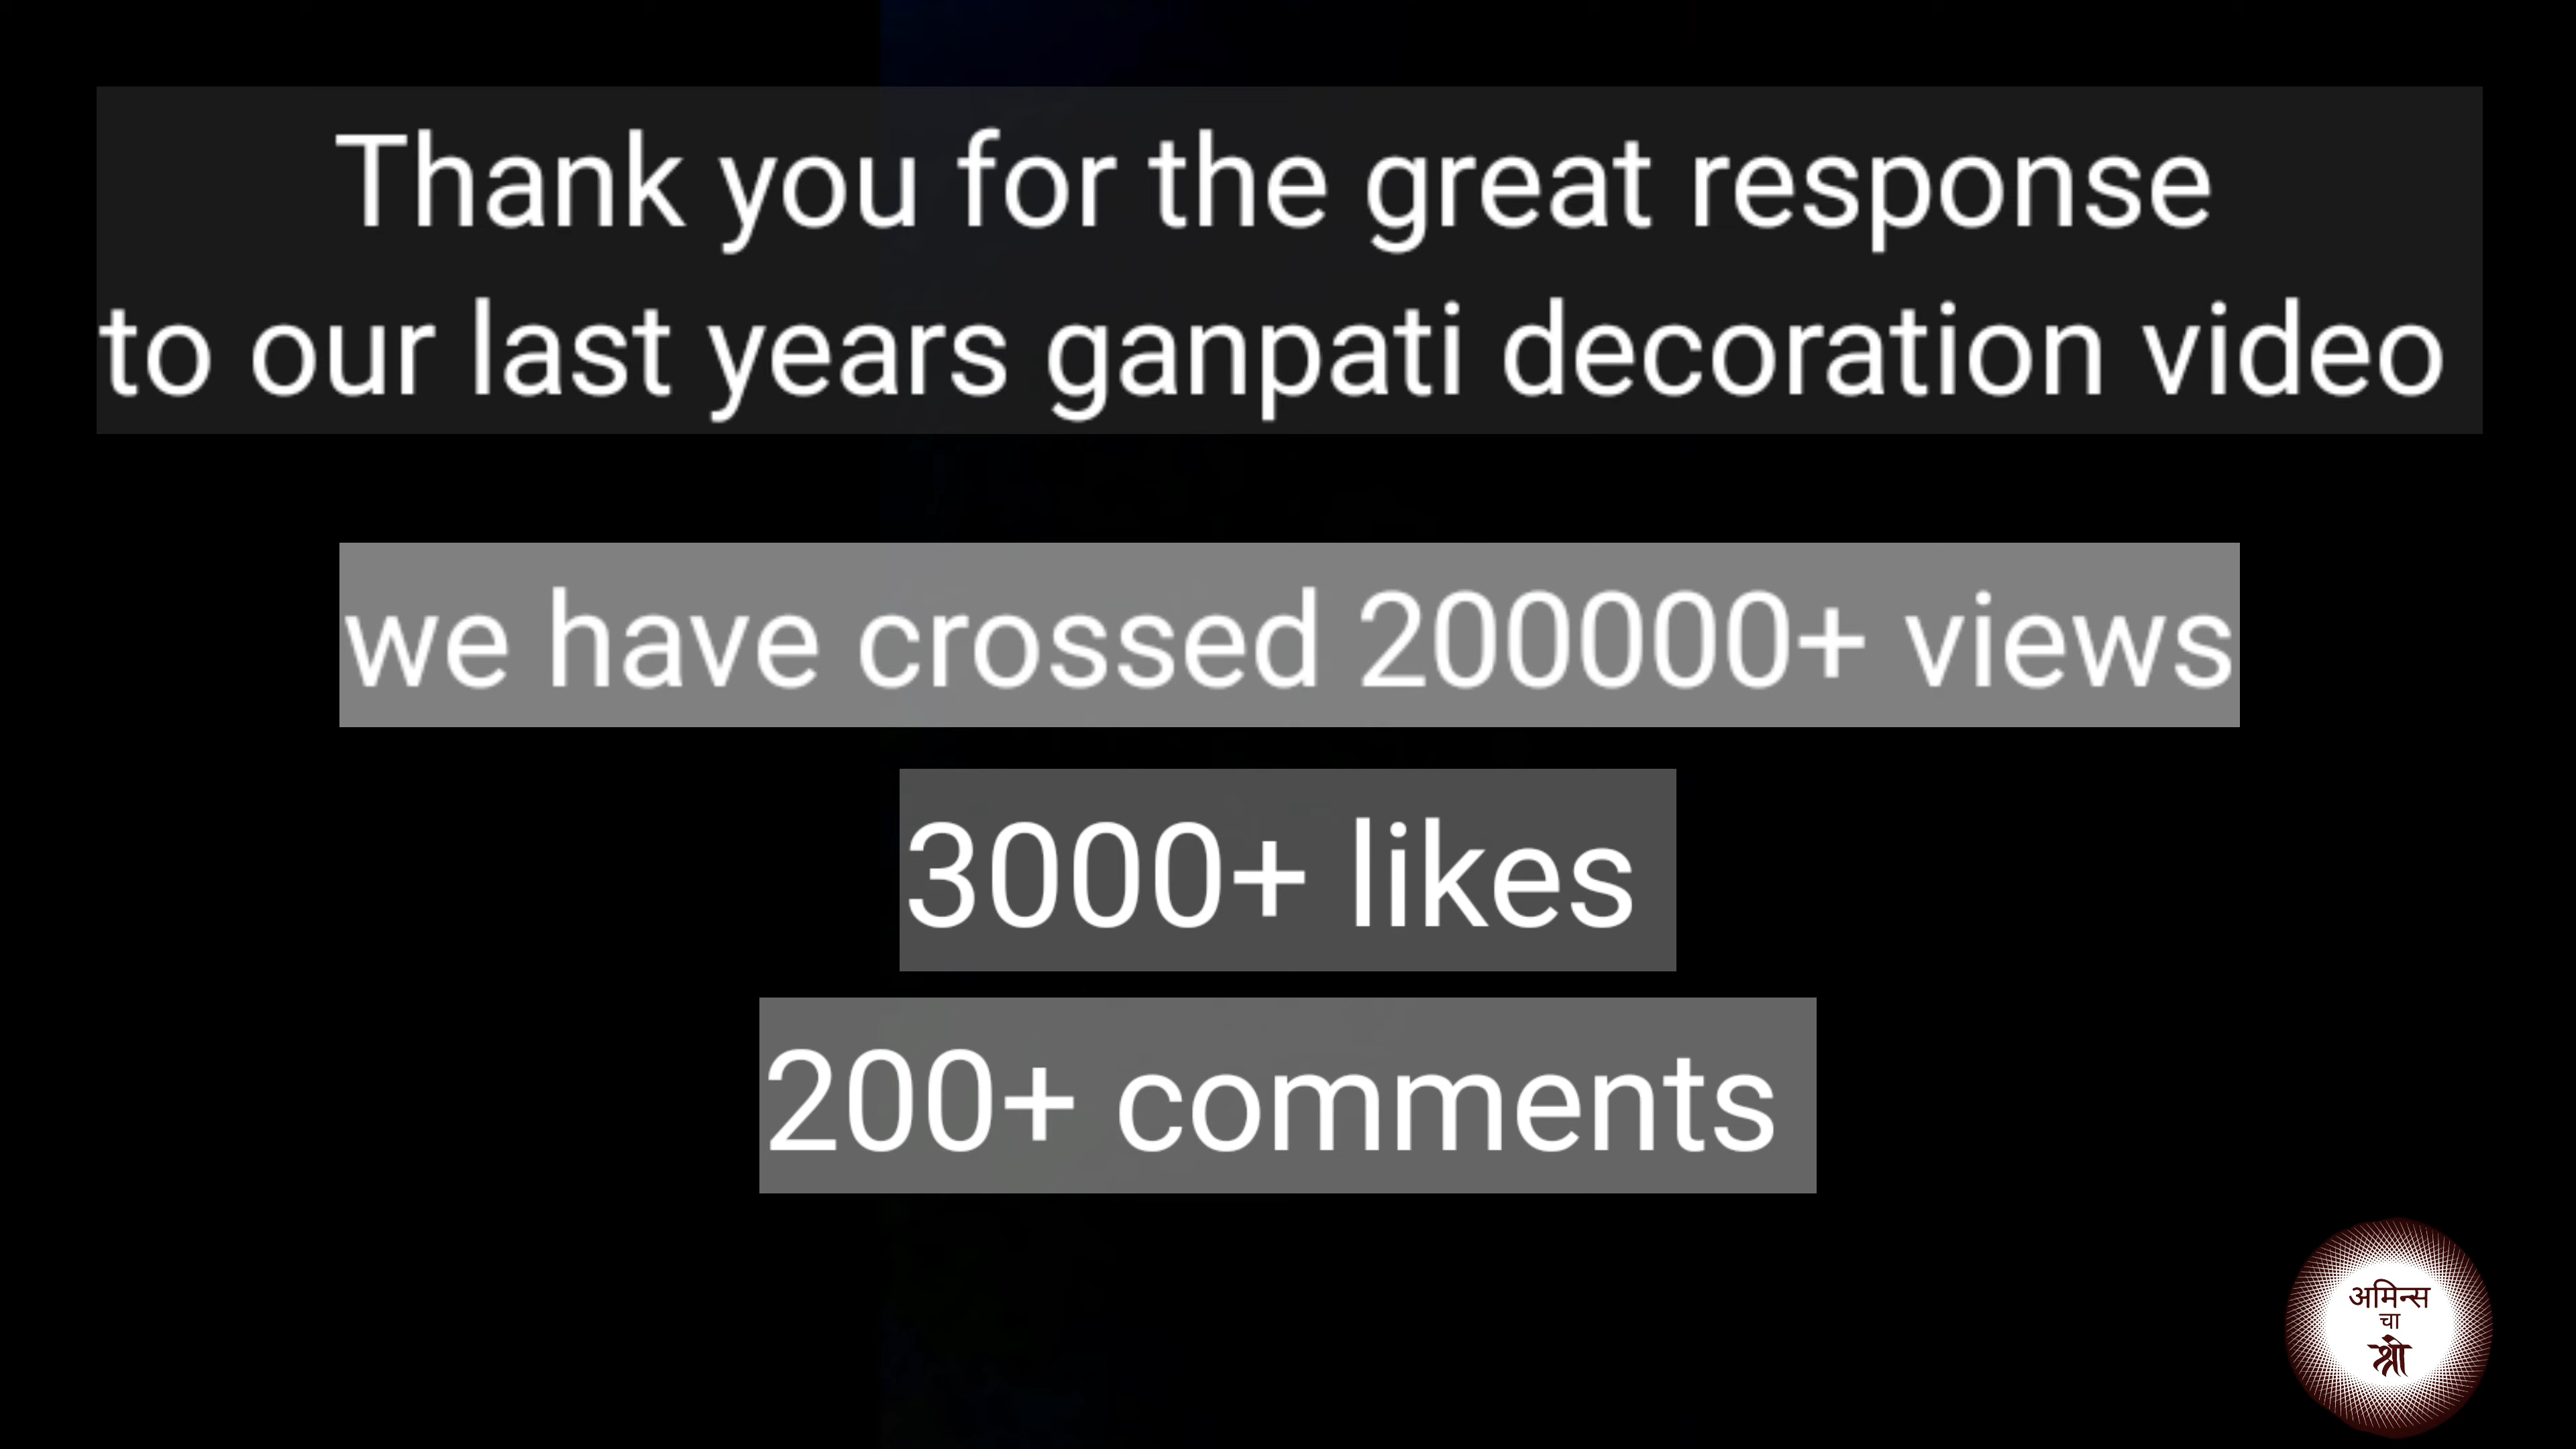 Thank you for the great response
to our last years ganpati decoration video
we have crossed 200000+ views
3000+ likes
200+ comments
अमिन्स
चा
श्री